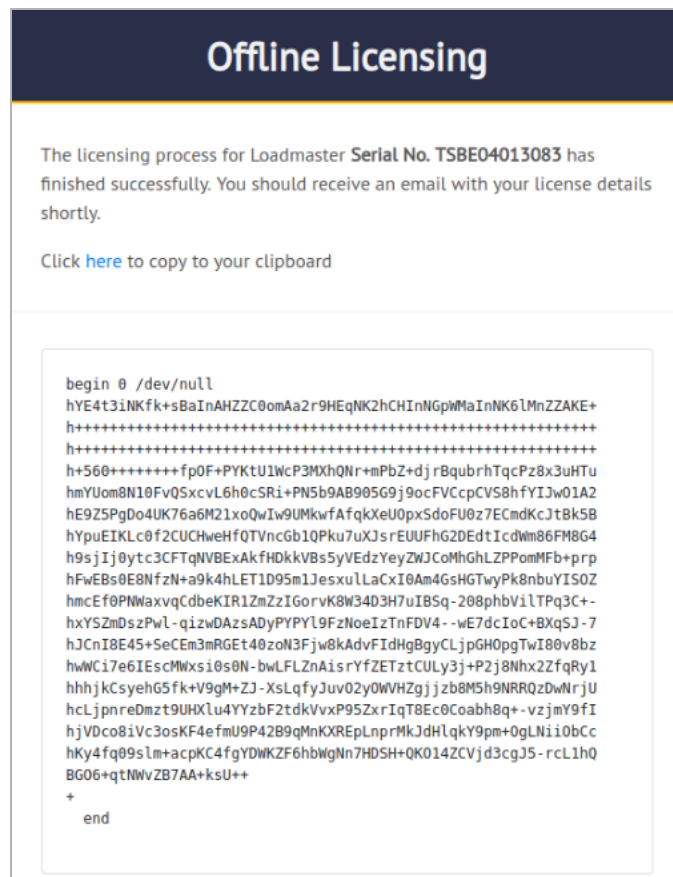 Offline Licensing
The licensing process for Loadmaster Serial No. TSBE04013083 has
finished successfully. You should receive an email with your license details
shortly.
Click here to copy to your clipboard
begin 0 /dev/null
hYE4t3iNKfk+sBaInAHZZC0omAa2r9HEqNK2hCHInNGpWMaInNK6lMnZZAKE+
h++++++++++++++++++++++++++++++++++++++++++++++++++++++++++++
h++++++++++++++++++++++++++++++++++++++++++++++++++++++++++++
h+560++++++++fpOF+PYKtU1WcP3MXhQNr+mPbZ+djrBqubrhTqcPz8x3uHTu
hmYUom8N10FvQSxcvL6h0cSRi+PN5b9AB905G9j9ocFVCcpCVS8hfYIJwO1A2
hE9Z5PgDo4UK76a6M21xoQwIw9UMkwfAfqkXeUOpxSdoFU0z7ECmdKcJtBk5B
hYpuEIKLc0f2CUCHweHfQTVncGb1QPku7uXJsrEUUFhG2DEdtIcdWm86FM8G4
h9sjIj0ytc3CFTqNVBExAkfHDkkVBs5yVEdzYeyZWJCoMhGhLZPPomMFb+prp
hFwEBs0E8NfzN+a9k4hLET1D95m1JesxulLaCxI0Am4GsHGTwyPk8nbuYISOZ
hmcEf0PNWaxvqCdbeKIR1ZmZzIGorvK8W34D3H7uIBSq-208phbVilTPq3C+-
hxYSZmDszPwl-qizwDAzsADyPYPYl9FzNoeIzTnFDV4--wE7dcIoC+BXqSJ-7
hJCnI8E45+SeCEm3mRGEt40zoN3Fjw8kAdvFIdHgBgyCLjpGHOpgTwI80v8bz
hwWCi7e6IEscMWxsi0s0N-bwLFLZnAisrYfZETztCULy3j+P2j8Nhx2ZfqRy1
hhhjkCsyehG5fk+V9gM+ZJ-XsLqfyJuvO2yOWVHZgjjzb8M5h9NRRQzDwNrjU
hcLjpnreDmzt9UHXlu4YYzbF2tdkVvxP95ZxrIqT8Ec0Coabh8q+-vzjmY9fI
hjVDco8iVc3osKF4efmU9P42B9qMnKXREpLnprMkJdHlqkY9pm+OgLNiiObCc
hKy4fq09slm+acpKC4fgYDWKZF6hbWgNn7HDSH+QKO14ZCVjd3cgJ5-rcL1hQ
BGO6+qtNWvZB7AA+ksU++
+
end